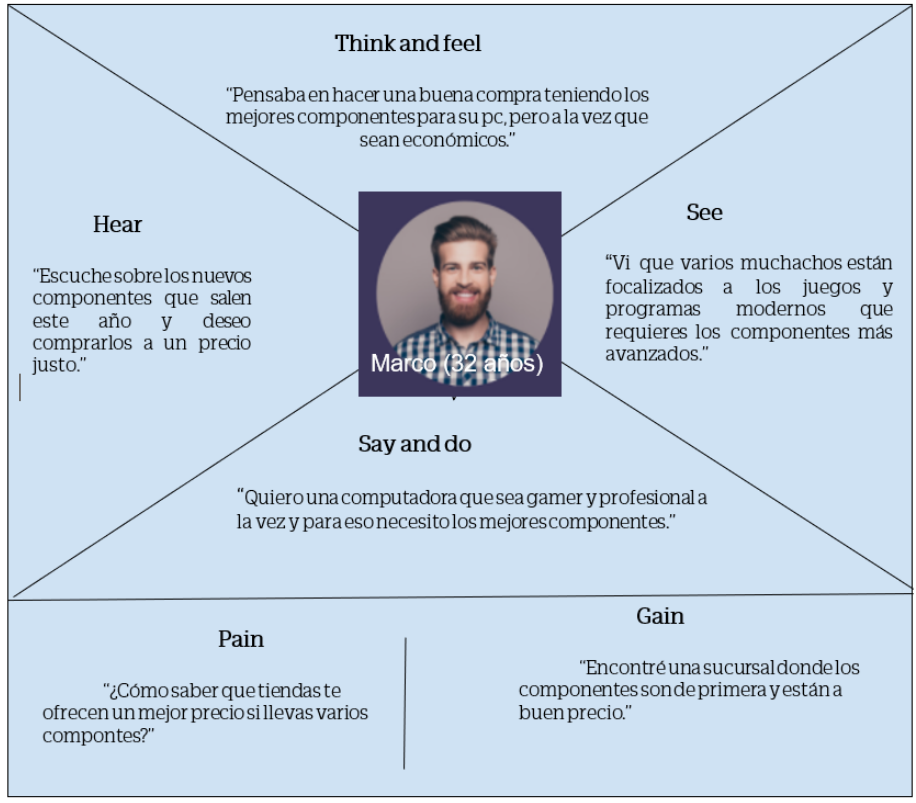 Think and feel
“Pensaba en hacer una buena compra teniendo los
mejores componentes para su pc, pero a la vez que
sean económicos.”
Hear
“Escuche sobre los nuevos
componentes que salen
este año y deseo
comprarlos a un precio
justo.”
See
“Vi que varios muchachos están
focalizados a los juegos y
programas modernos que
requieres los componentes más
avanzados.”
Marco (32 años)
Say and do
“Quiero una computadora que sea gamer y profesional a
la vez y para eso necesito los mejores componentes.”
Pain
“¿Cómo saber que tiendas te
ofrecen un mejor precio si llevas varios
compontes?”
Gain
“Encontré una sucursal donde los
componentes son de primera y están a
buen precio.”